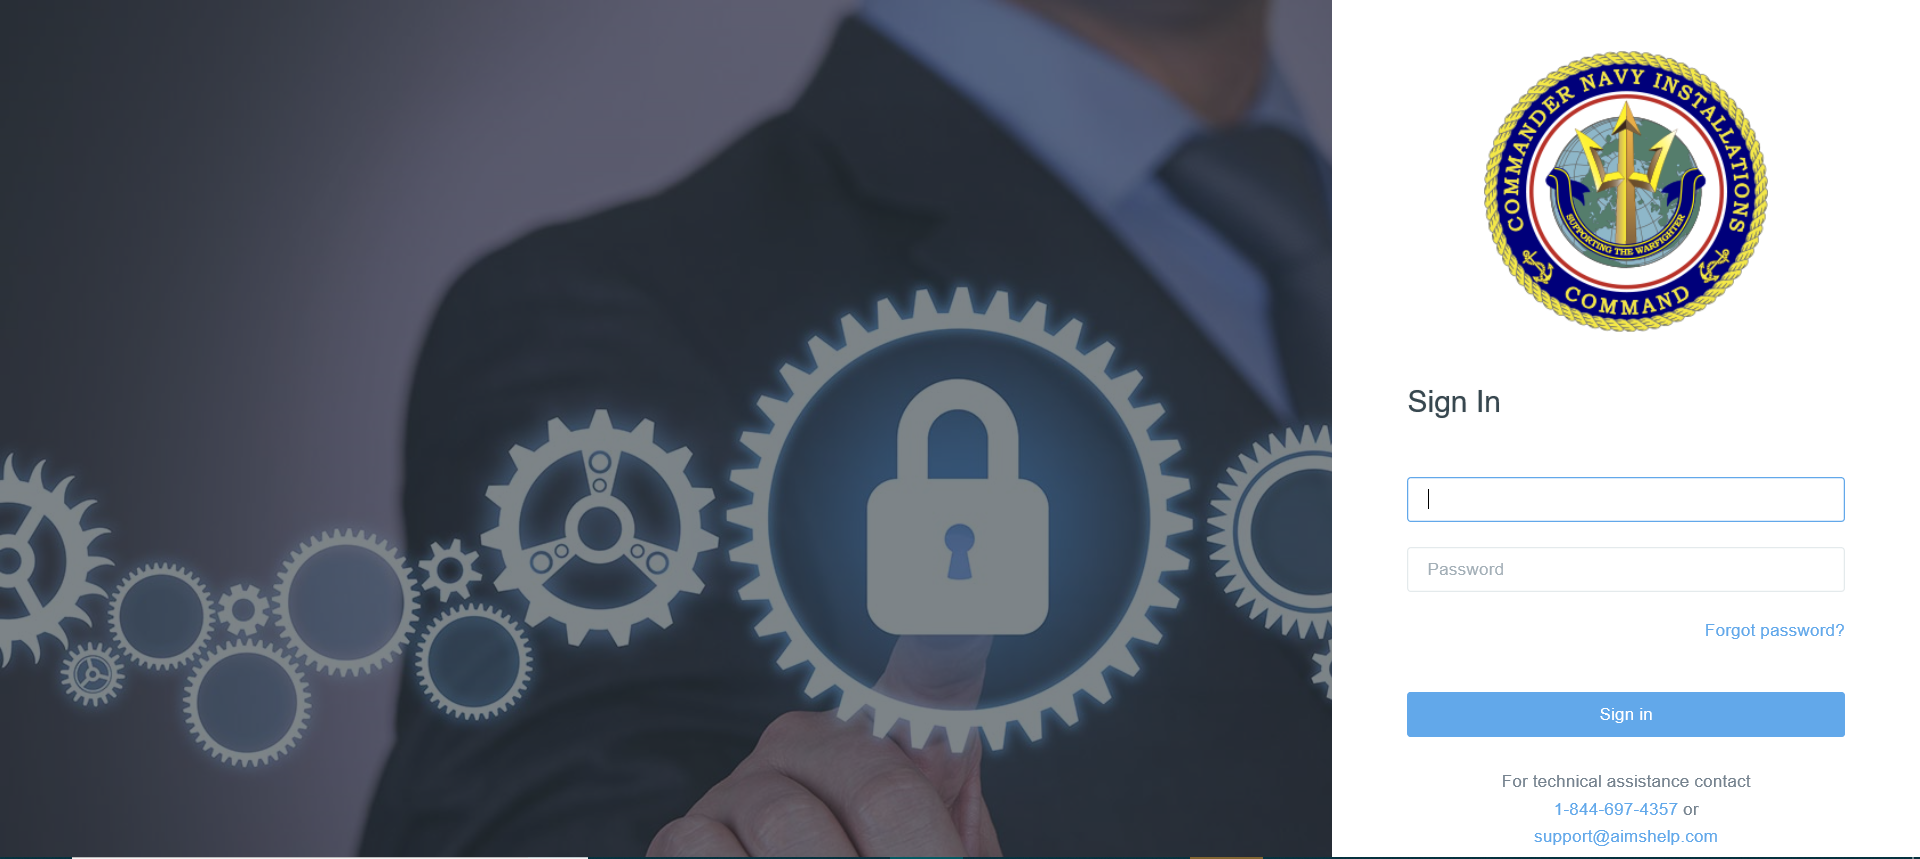 COMMANDER NAVY INSTALLATIONS
SUPPORTING THE WARFIGHTER
COMMAND
Sign In
Password
Forgot password?
Sign in
For technical assistance contact
1-844-697-4357 or
support@aimshelp.com